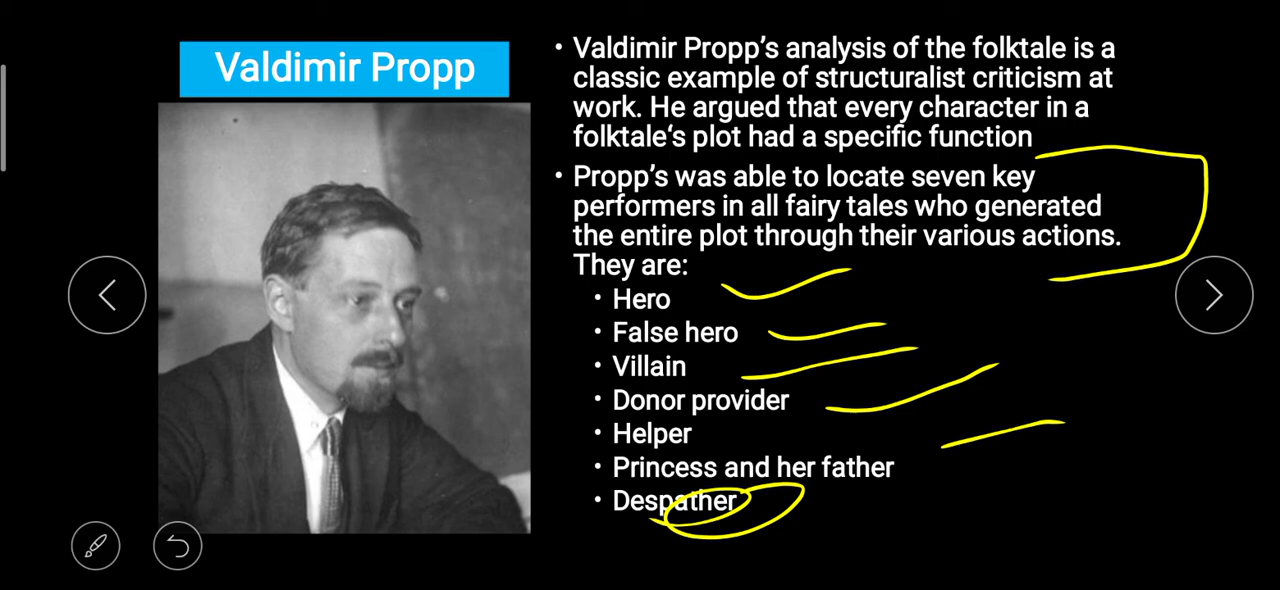 Valdimir Propp
• Valdimir Propp’s analysis of the folktale is a
classic example of structuralist criticism at
work. He argued that every character in a
folktale‘s plot had a specific function
• Propp’s was able to locate seven key
performers in all fairy tales who generated
the entire plot through their various actions.
They are:
• Hero
• False hero
• Villain
• Donor provider
• Helper
• Princess and her father
• Despather